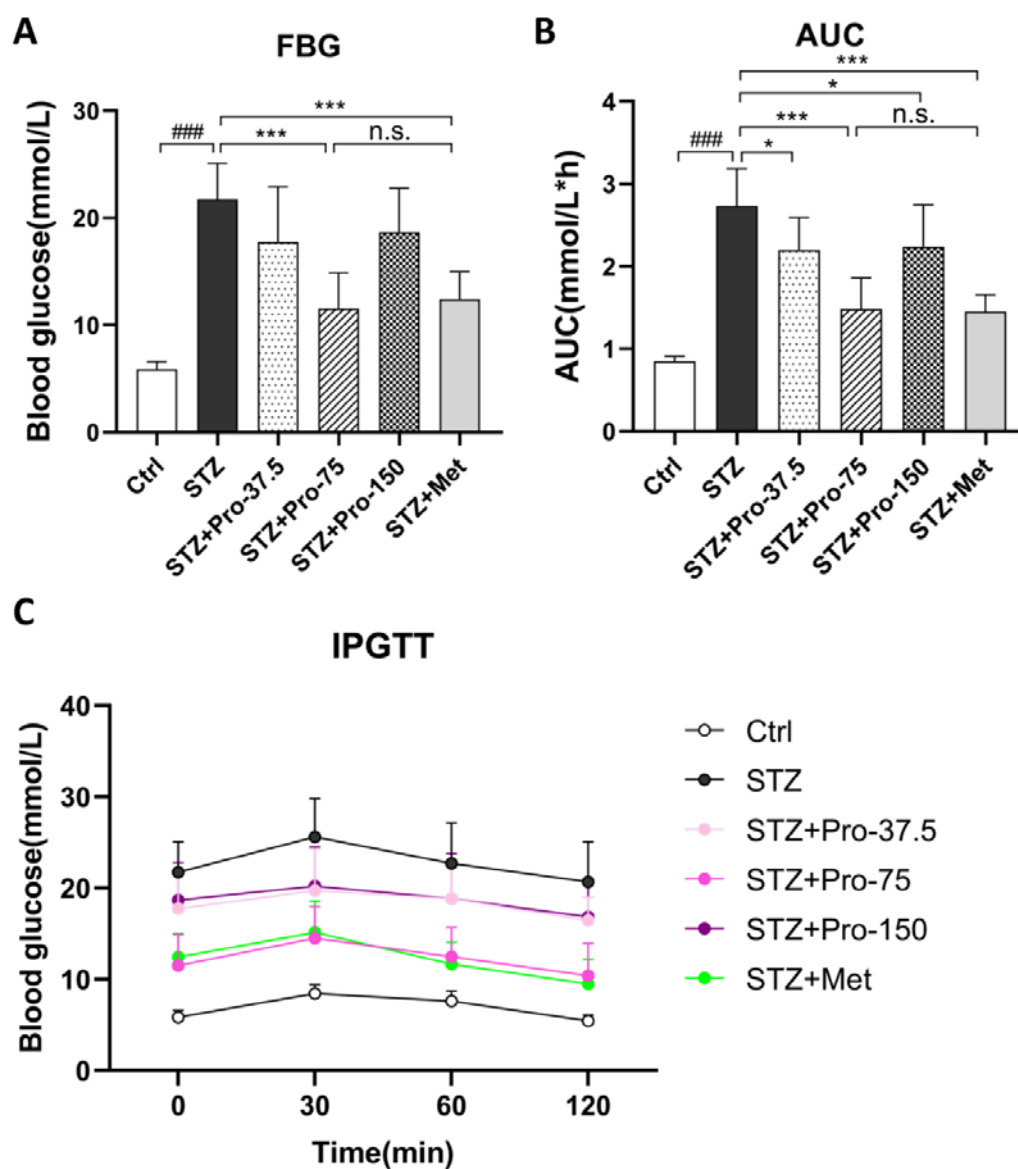 A
FBG
Blood glucose(mmol/L)
30
20
10
0
***
###
***
n.s.
Ctrl
STZ
STZ+Pro-37.5
STZ+Pro-75
STZ+Pro-150
STZ+Met
B
AUC
AUC(mmol/L*h)
4
3
2
1
0
***
*
###
***
n.s.
*
Ctrl
STZ
STZ+Pro-37.5
STZ+Pro-75
STZ+Pro-150
STZ+Met
C
IPGTT
Blood glucose(mmol/L)
40
30
20
10
0
0
30
60
120
Time(min)
Ctrl
STZ
STZ+Pro-37.5
STZ+Pro-75
STZ+Pro-150
STZ+Met